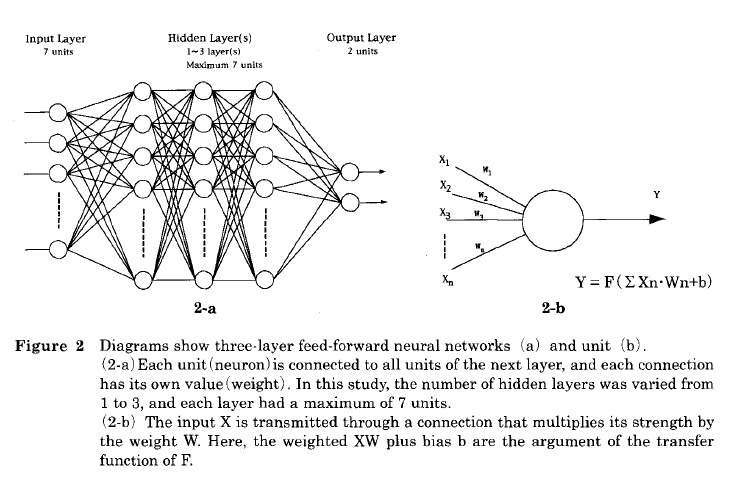 Input Layer
7 units
Hidden Layer(s)
1~3 layer(s)
Maximum 7 units
Output Layer
2 units
2-a
X1
W1
X2
W2
X3
W3
Wn
Xn
Y
Y = F(ΣXn·Wn+b)
2-b
Figure 2 Diagrams show three-layer feed-forward neural networks (a) and unit (b).
(2-a) Each unit (neuron) is connected to all units of the next layer, and each connection
has its own value (weight). In this study, the number of hidden layers was varied from
1 to 3, and each layer had a maximum of 7 units.
(2-b) The input X is transmitted through a connection that multiplies its strength by
the weight W. Here, the weighted XW plus bias b are the argument of the transfer
function of F.